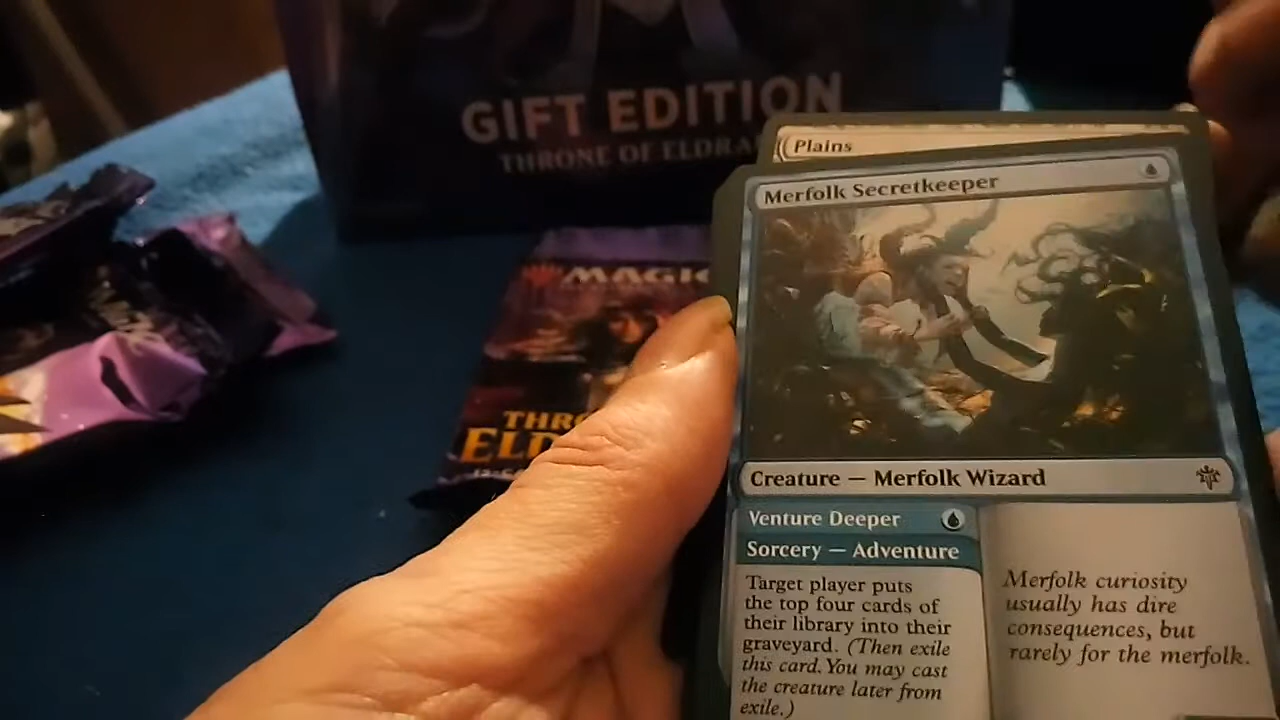 GIFT EDITION
THRONE OF ELDRA
Plains
Merfolk Secretkeeper
MAGIC
THRO
ELD
Creature — Merfolk Wizard
Venture Deeper
Sorcery — Adventure
Target player puts
the top four cards of
their library into their
graveyard. (Then exile
this card. You may cast
the creature later from
exile.)
Merfolk curiosity
usually has dire
consequences, but
rarely for the merfolk.